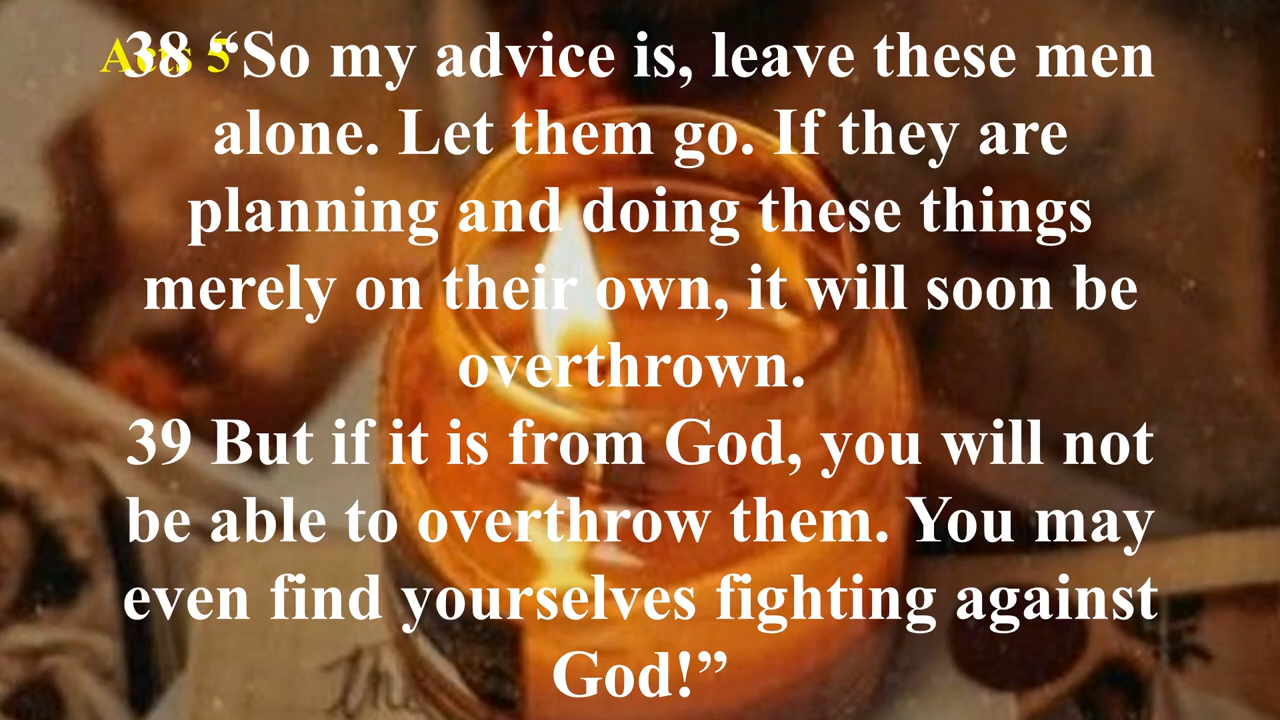 Acts 5
38 “So my advice is, leave these men
alone. Let them go. If they are
planning and doing these things
merely on their own, it will soon be
overthrown.
39 But if it is from God, you will not
be able to overthrow them. You may
even find yourselves fighting against
God!”
the